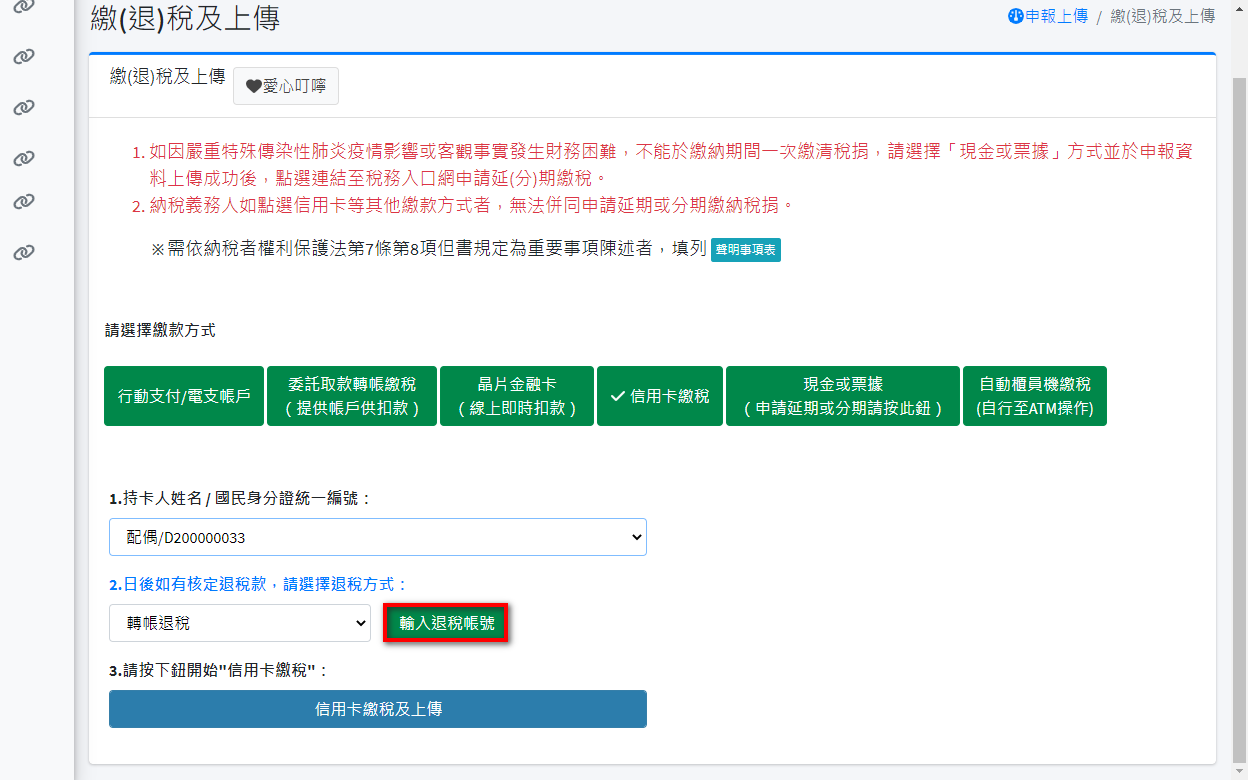 繳(退)稅及上傳
申報上傳 / 繳(退)稅及上傳
繳(退)稅及上傳 愛心叮嚀
1. 如因嚴重特殊傳染性肺炎疫情影響或客觀事實發生財務困難，不能於繳納期間一次繳清稅捐，請選擇「現金或票據」方式並於申報資
料上傳成功後，點選連結至稅務入口網申請延(分)期繳稅。
2. 納稅義務人如點選信用卡等其他繳款方式者，無法併同申請延期或分期繳納稅捐。
※需依納稅者權利保護法第7條第8項但書規定為重要事項陳述者，填列 聲明事項表
請選擇繳款方式
行動支付/電支帳戶
委託取款轉帳繳稅
（提供帳戶供扣款）
晶片金融卡
（線上即時扣款）
信用卡繳稅
現金或票據
（申請延期或分期請按此鈕）
自動櫃員機繳稅
(自行至ATM操作)
1.持卡人姓名 / 國民身分證統一編號：
配偶/D200000033
2.日後如有核定退稅款，請選擇退稅方式：
轉帳退稅 輸入退稅帳號
3.請按下鈕開始"信用卡繳稅"：
信用卡繳稅及上傳